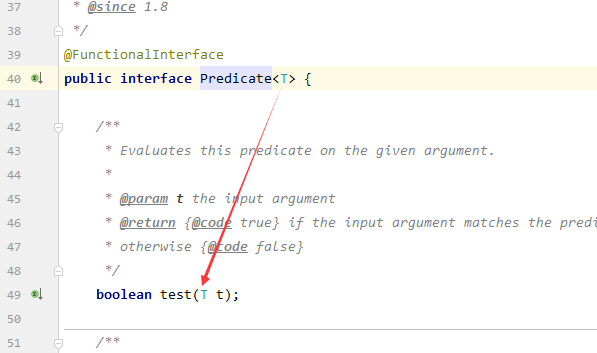 37 * @since 1.8
38 */
39 @FunctionalInterface
40 public interface Predicate<T> {
41
42 /**
43 * Evaluates this predicate on the given argument.
44 *
45 * @param t the input argument
46 * @return {@code true} if the input argument matches the predi
47 * otherwise {@code false}
48 */
49 boolean test(T t);
50
51 /**